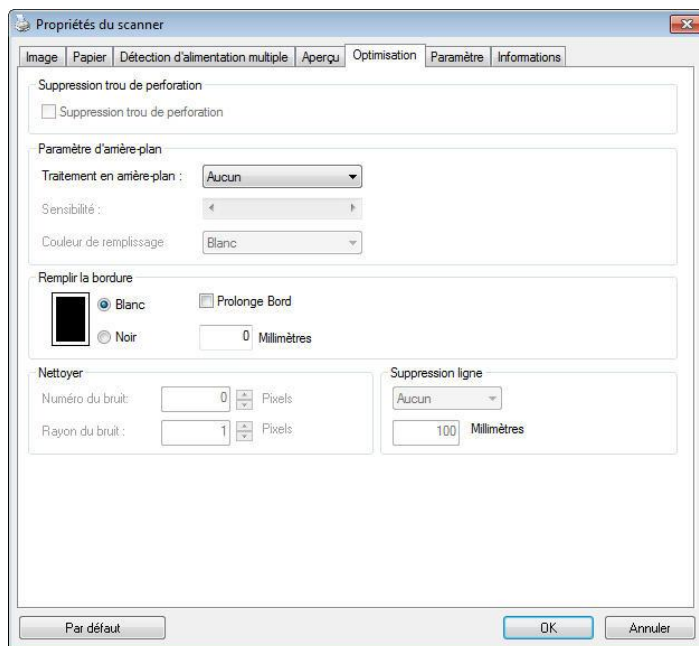 Propriétés du scanner
Image Papier Détection d'alimentation multiple Aperçu Optimisation Paramètre Informations
Suppression trou de perforation
Suppression trou de perforation
Paramètre d'arrière-plan
Traitement en arrière-plan : Aucun
Sensibilité :
Couleur de remplissage Blanc
Remplir la bordure
Blanc Prolonge Bord
Noir 0 Millimètres
Nettoyer Suppression ligne
Numéro du bruit: 0 Pixels Aucun
Rayon du bruit : 1 Pixels 100 Millimètres
Par défaut OK Annuler